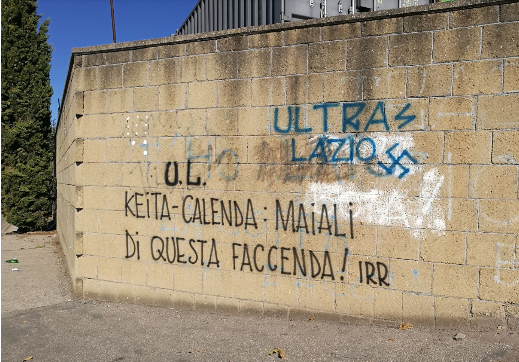 ULTRAS
LAZIO
U.L.
KEITA-CALENDA: MAIALI
DI QUESTA FACCENDA! IRR